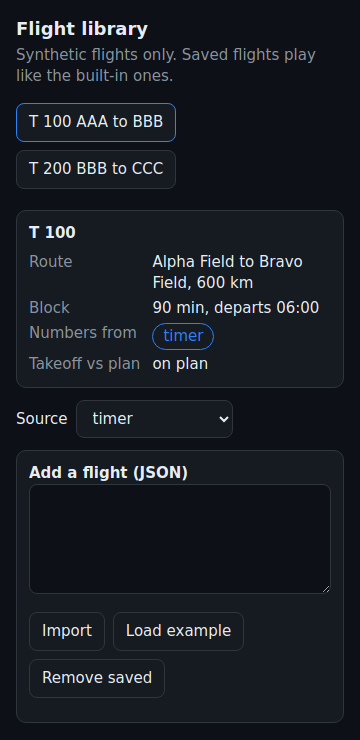 Flight library
Synthetic flights only. Saved flights play
like the built-in ones.
T 100 AAA to BBB
T 200 BBB to CCC
T 100
Route Alpha Field to Bravo
Field, 600 km
Block 90 min, departs 06:00
Numbers from timer
Takeoff vs plan on plan
Source timer
Add a flight (JSON)
Import Load example
Remove saved